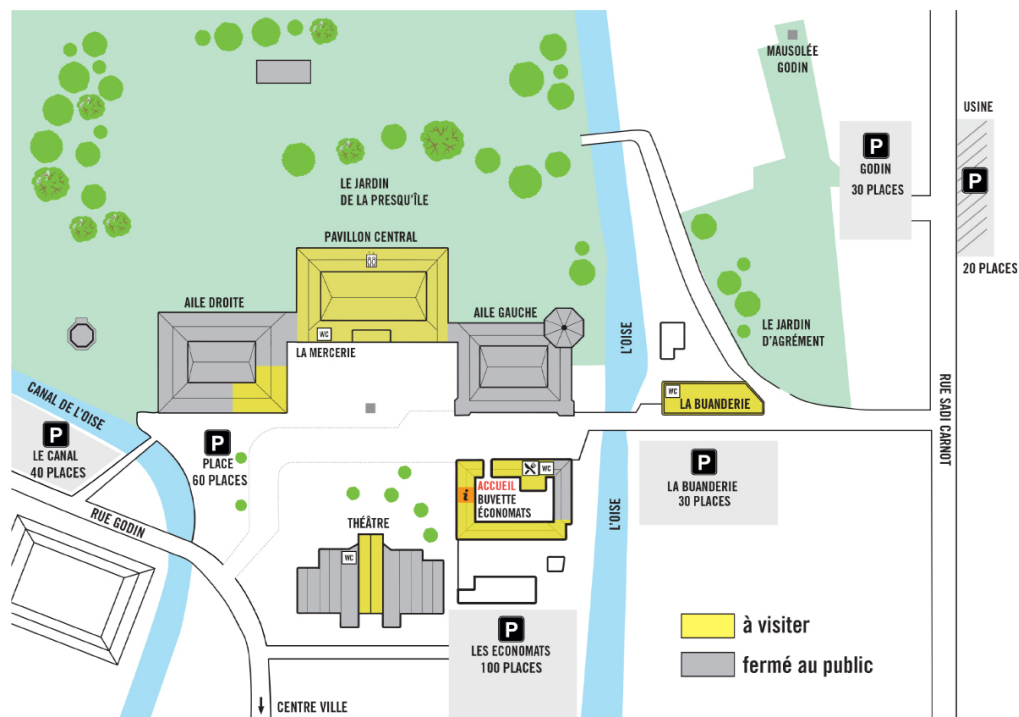 MAUSOLÉE
GODIN
USINE
P
GODIN
30 PLACES
P
20 PLACES
LE JARDIN
DE LA PRESQU'ÎLE
PAVILLON CENTRAL
AILE DROITE
AILE GAUCHE
WC
LA MERCERIE
L'OISE
LE JARDIN
D'AGRÉMENT
WC
LA BUANDERIE
RUE SADI CARNOT
CANAL DE L'OISE
P
LE CANAL
40 PLACES
P
PLACE
60 PLACES
P
LA BUANDERIE
30 PLACES
i
ACCUEIL
BUVETTE
ÉCONOMATS
WC
L'OISE
RUE GODIN
THÉÂTRE
WC
P
LES ECONOMATS
100 PLACES
à visiter
fermé au public
CENTRE VILLE